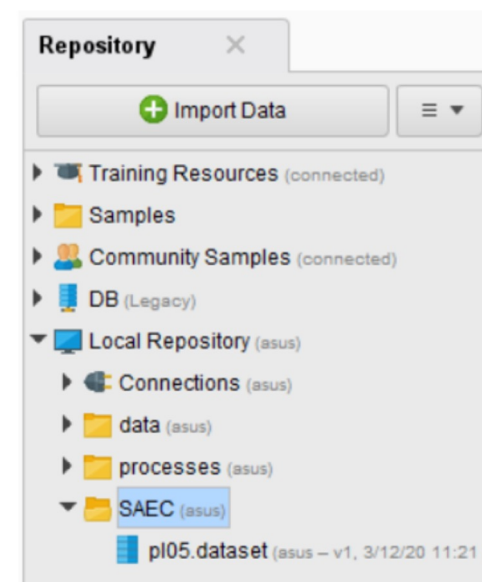 Repository
Import Data
Training Resources (connected)
Samples
Community Samples (connected)
DB (Legacy)
Local Repository (asus)
Connections (asus)
data (asus)
processes (asus)
SAEC (asus)
pl05.dataset (asus – v1, 3/12/20 11:21